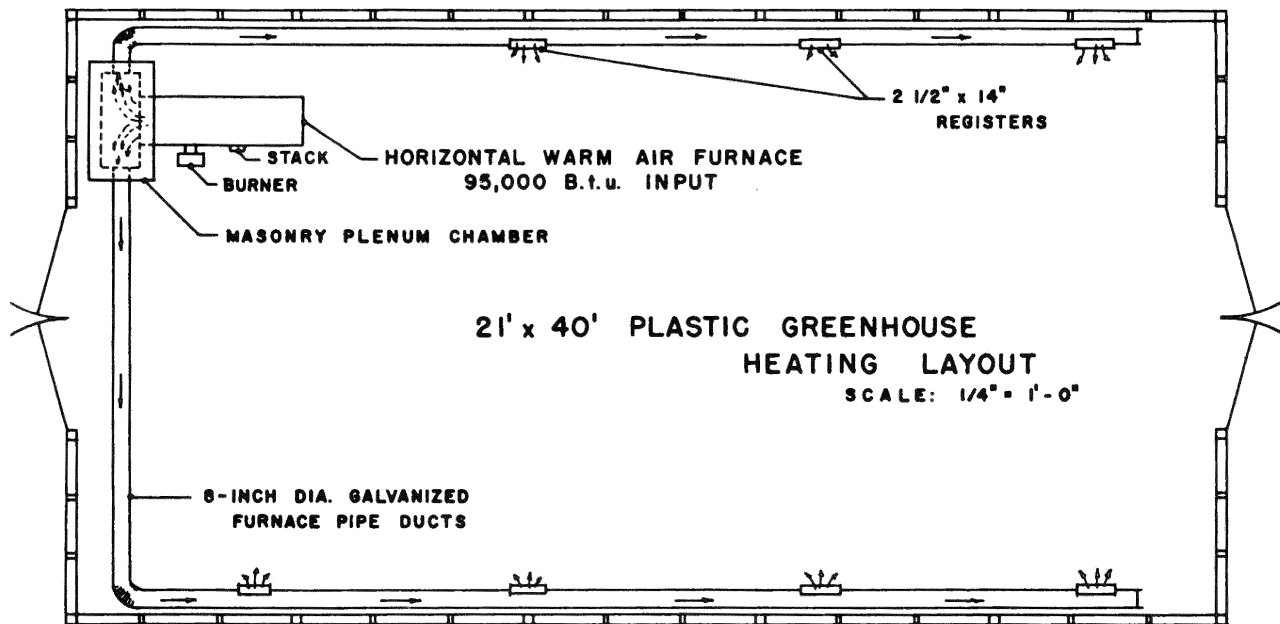 2 1/2" x 14"
REGISTERS
STACK
HORIZONTAL WARM AIR FURNACE
95,000 B.t.u. INPUT
BURNER
MASONRY PLENUM CHAMBER
21' x 40' PLASTIC GREENHOUSE
HEATING LAYOUT
SCALE: 1/4" = 1'-0"
8-INCH DIA. GALVANIZED
FURNACE PIPE DUCTS